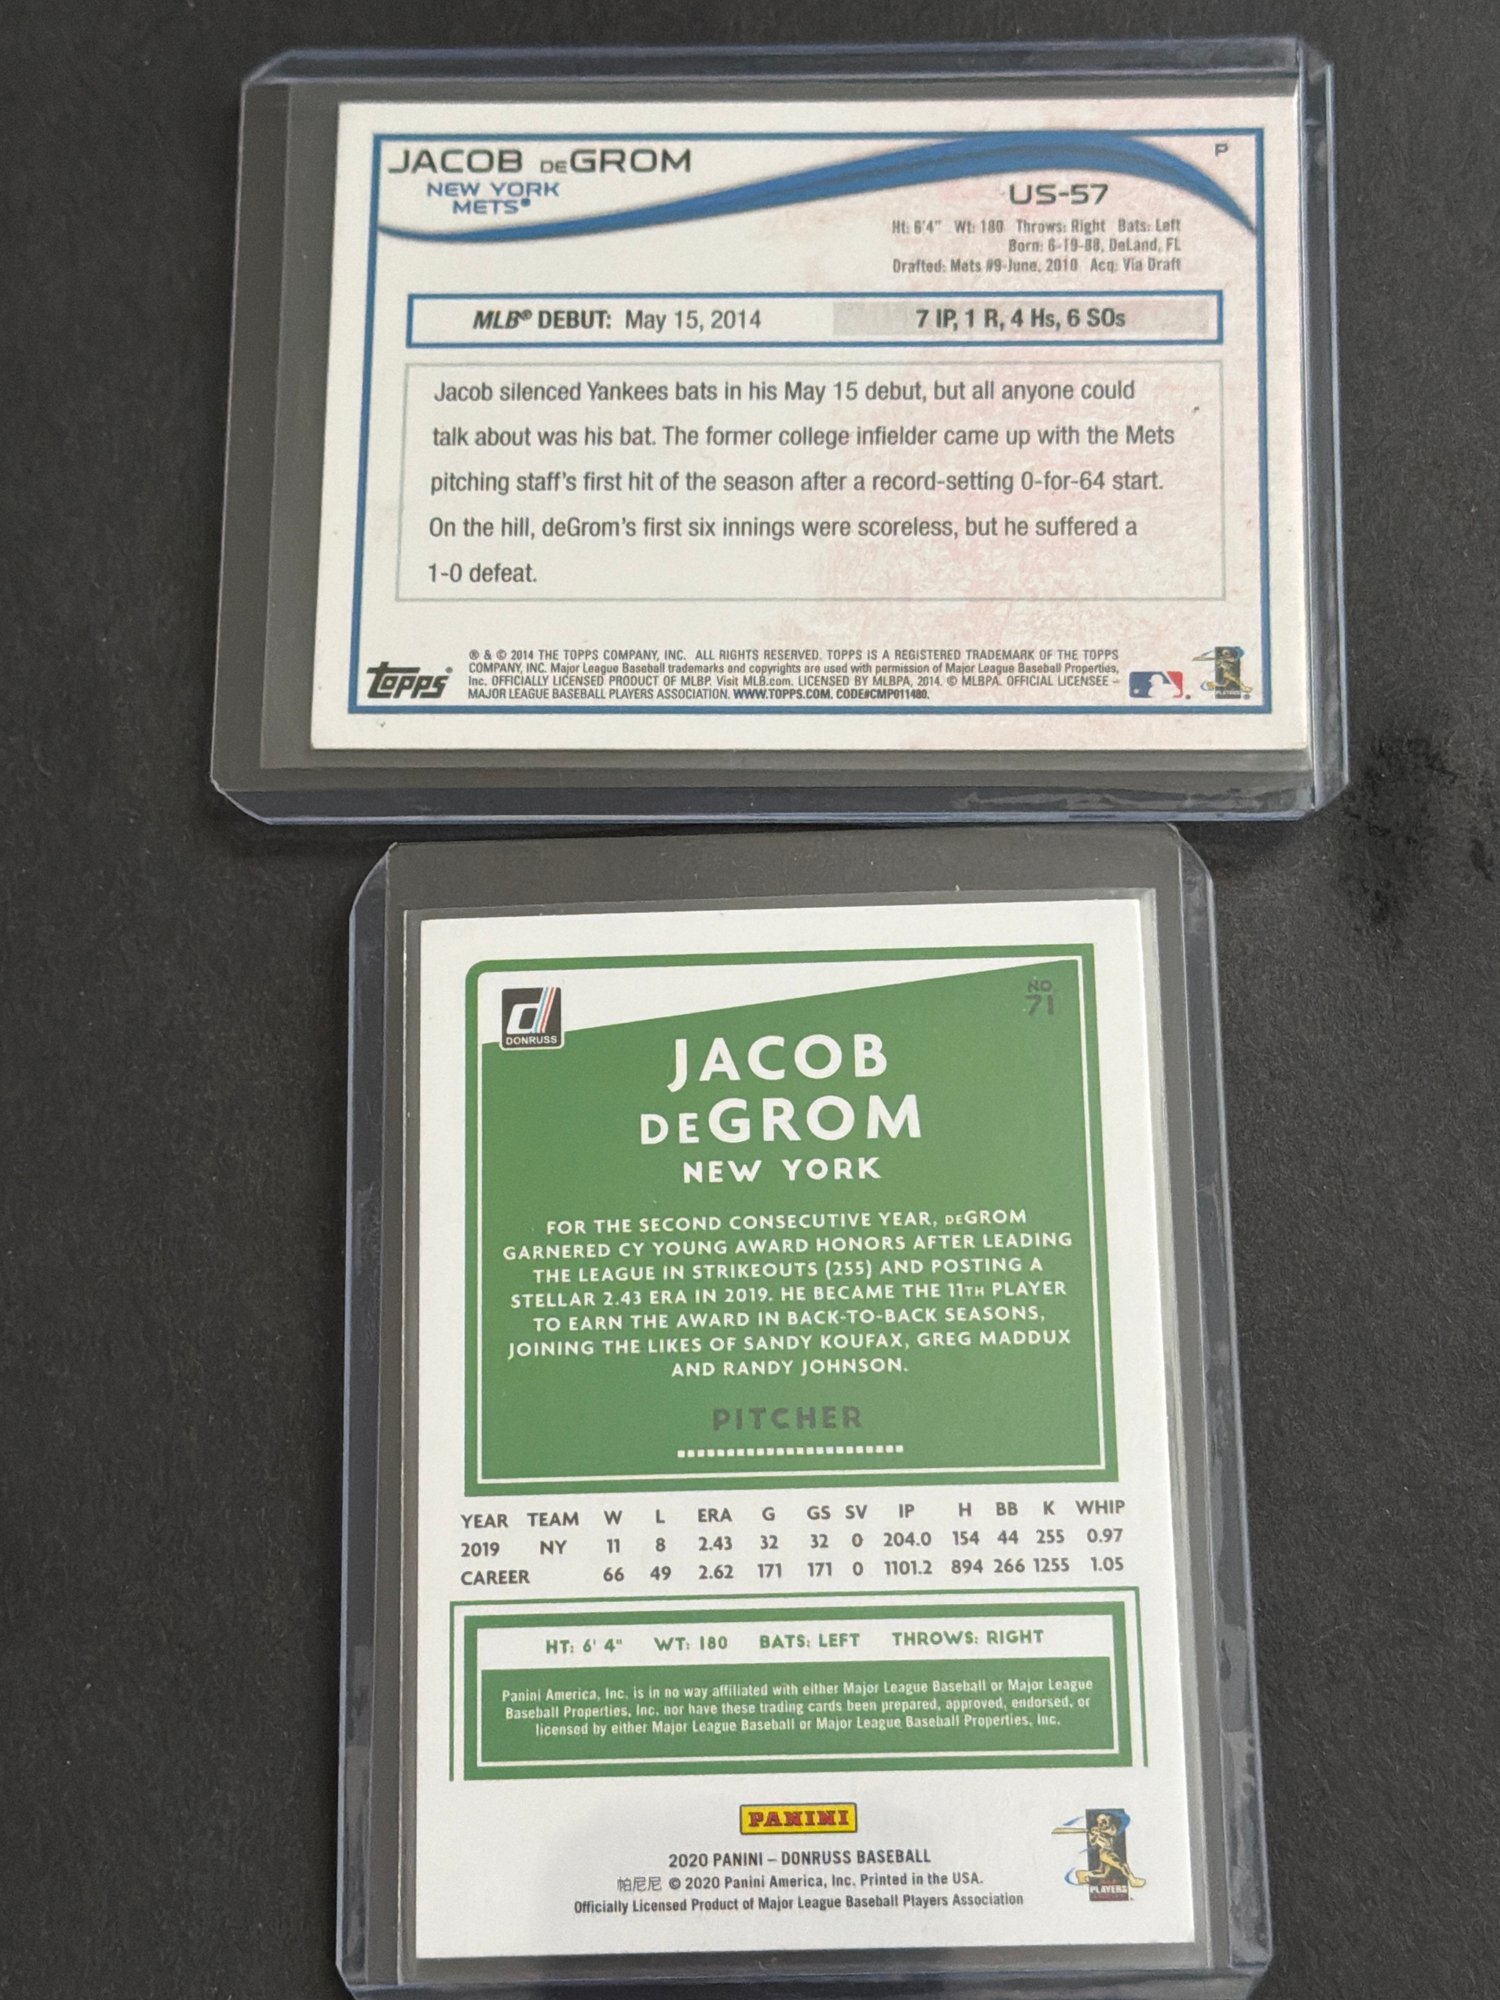 JACOB DEGROM
P
NEW YORK
METS®
US-57
Ht: 6'4" Wt: 180 Throws: Right Bats: Left
Born: 6-19-88, DeLand, FL
Drafted: Mets #9-June, 2010 Acq: Via Draft
MLB® DEBUT: May 15, 2014 7 IP, 1 R, 4 Hs, 6 SOs
Jacob silenced Yankees bats in his May 15 debut, but all anyone could
talk about was his bat. The former college infielder came up with the Mets
pitching staff's first hit of the season after a record-setting 0-for-64 start.
On the hill, deGrom's first six innings were scoreless, but he suffered a
1-0 defeat.
Topps
® & © 2014 THE TOPPS COMPANY, INC. ALL RIGHTS RESERVED. TOPPS IS A REGISTERED TRADEMARK OF THE TOPPS
COMPANY, INC. Major League Baseball trademarks and copyrights are used with permission of Major League Baseball Properties,
Inc. OFFICIALLY LICENSED PRODUCT OF MLBP. Visit MLB.com. LICENSED BY MLBPA, 2014. © MLBPA. OFFICIAL LICENSEE –
MAJOR LEAGUE BASEBALL PLAYERS ASSOCIATION. WWW.TOPPS.COM. CODE#CMP011480.
PLAYERS
DONRUSS
NO
71
JACOB
DEGROM
NEW YORK
FOR THE SECOND CONSECUTIVE YEAR, DEGROM
GARNERED CY YOUNG AWARD HONORS AFTER LEADING
THE LEAGUE IN STRIKEOUTS (255) AND POSTING A
STELLAR 2.43 ERA IN 2019. HE BECAME THE 11TH PLAYER
TO EARN THE AWARD IN BACK-TO-BACK SEASONS,
JOINING THE LIKES OF SANDY KOUFAX, GREG MADDUX
AND RANDY JOHNSON.
PITCHER
YEAR TEAM W L ERA G GS SV IP H BB K WHIP
2019 NY 11 8 2.43 32 32 0 204.0 154 44 255 0.97
CAREER 66 49 2.62 171 171 0 1101.2 894 266 1255 1.05
HT: 6' 4" WT: 180 BATS: LEFT THROWS: RIGHT
Panini America, Inc. is in no way affiliated with either Major League Baseball or Major League
Baseball Properties, Inc. nor have these trading cards been prepared, approved, endorsed, or
licensed by either Major League Baseball or Major League Baseball Properties, Inc.
PANINI
2020 PANINI – DONRUSS BASEBALL
帕尼尼 © 2020 Panini America, Inc. Printed in the USA.
Officially Licensed Product of Major League Baseball Players Association
PLAYERS